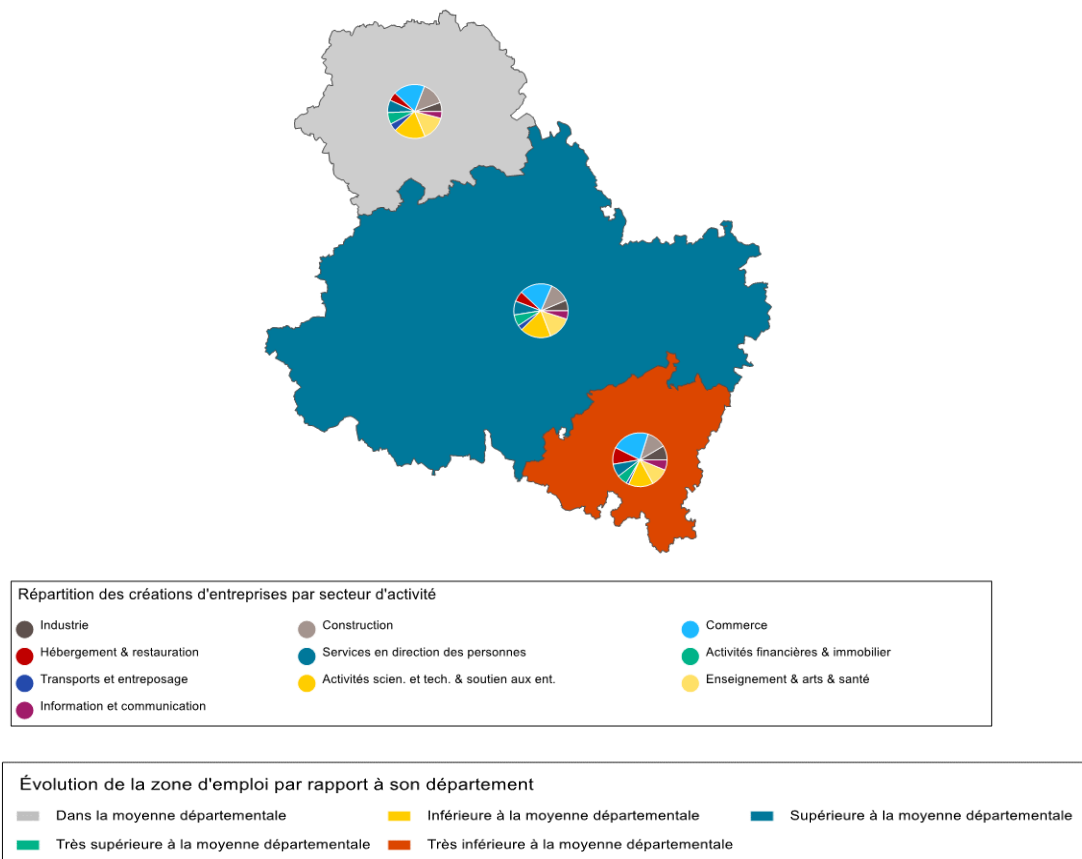 Répartition des créations d'entreprises par secteur d'activité
Industrie
Construction
Commerce
Hébergement & restauration
Services en direction des personnes
Activités financières & immobilier
Transports et entreposage
Activités scien. et tech. & soutien aux ent.
Enseignement & arts & santé
Information et communication
Évolution de la zone d'emploi par rapport à son département
Dans la moyenne départementale
Inférieure à la moyenne départementale
Supérieure à la moyenne départementale
Très supérieure à la moyenne départementale
Très inférieure à la moyenne départementale